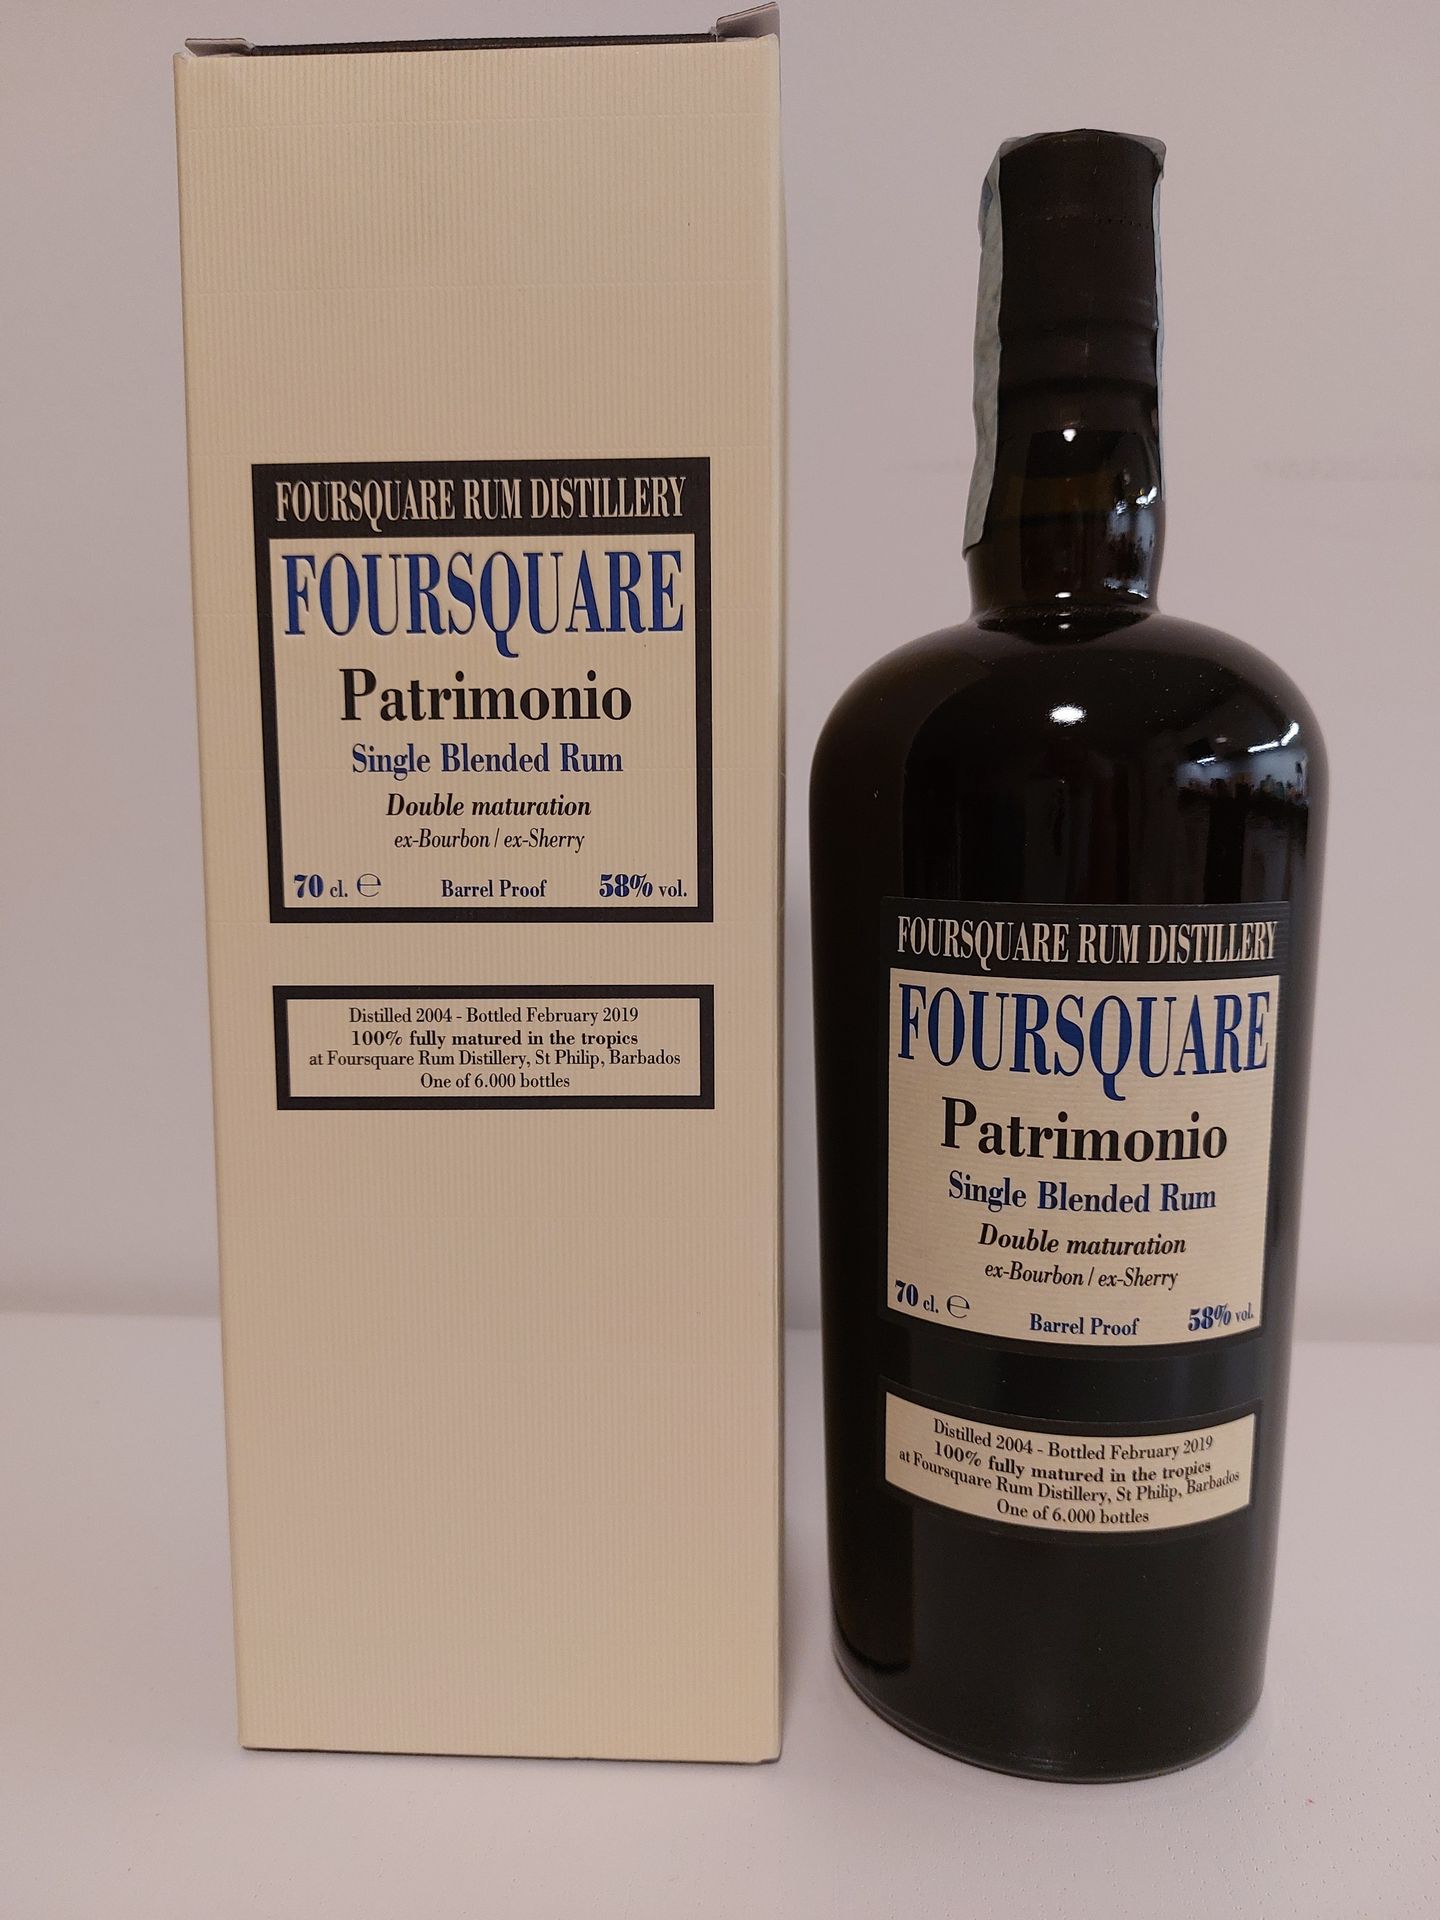 FOURSQUARE RUM DISTILLERY
FOURSQUARE
Patrimonio
Single Blended Rum
Double maturation
ex-Bourbon / ex-Sherry
70 cl. ℮ Barrel Proof 58% vol.
Distilled 2004 - Bottled February 2019
100% fully matured in the tropics
at Foursquare Rum Distillery, St Philip, Barbados
One of 6.000 bottles
FOURSQUARE RUM DISTILLERY
FOURSQUARE
Patrimonio
Single Blended Rum
Double maturation
ex-Bourbon / ex-Sherry
70 cl. ℮ Barrel Proof 58% vol.
Distilled 2004 - Bottled February 2019
100% fully matured in the tropics
at Foursquare Rum Distillery, St Philip, Barbados
One of 6.000 bottles